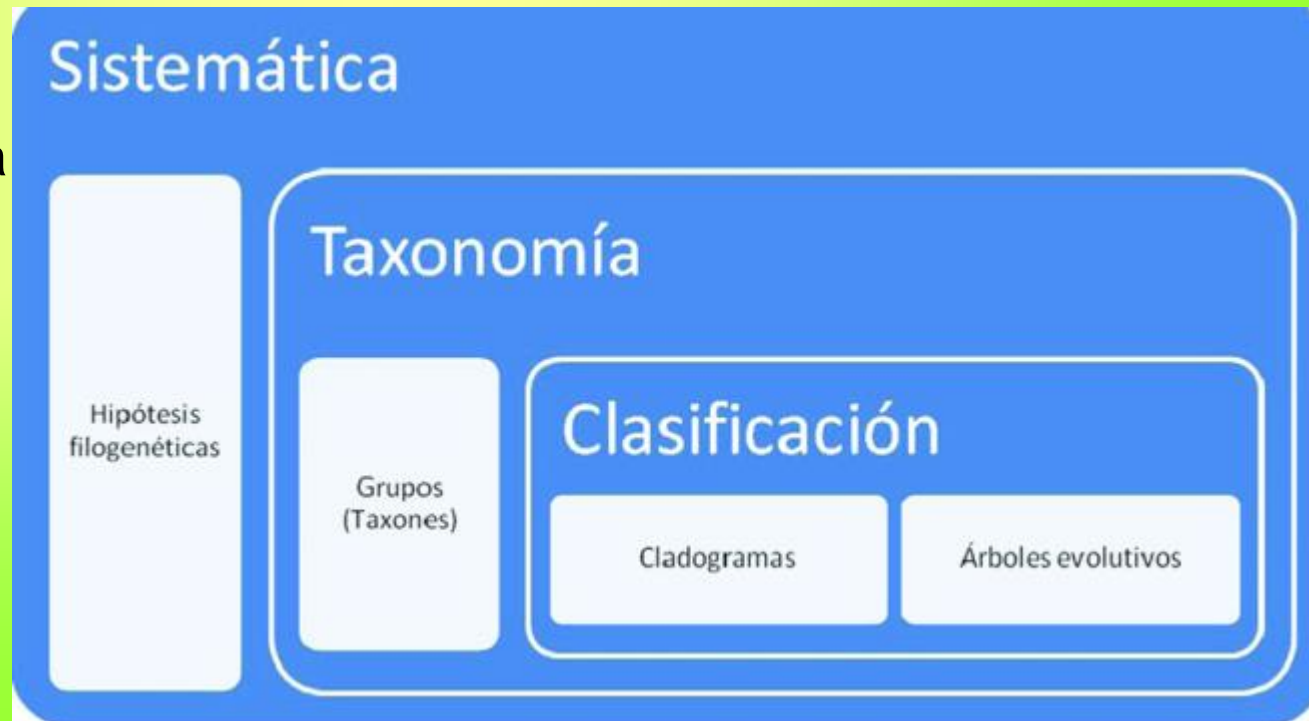 Sistemática
a
Taxonomía
Hipótesis
filogenéticas
Grupos
(Taxones)
Clasificación
Cladogramas
Árboles evolutivos